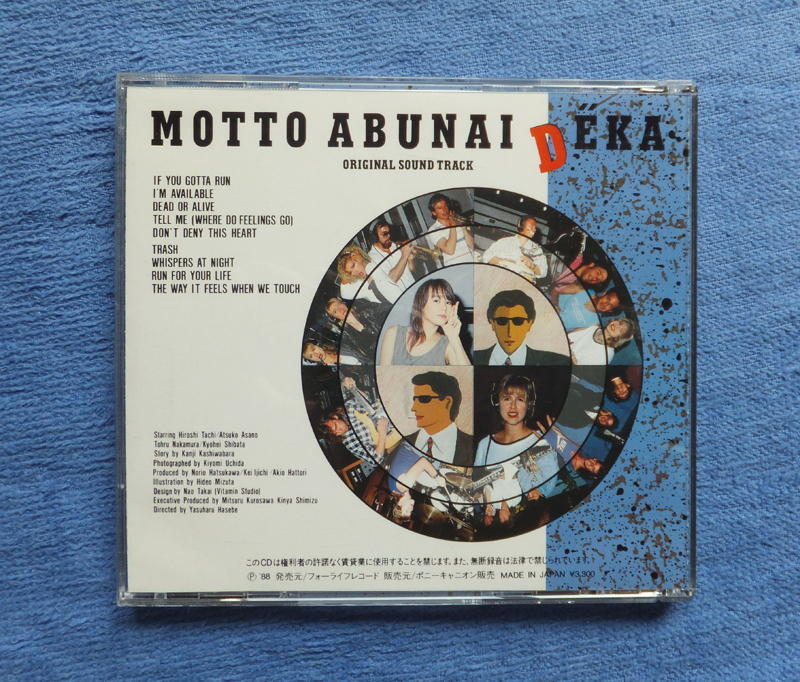 MOTTO ABUNAI DËKA
ORIGINAL SOUND TRACK
IF YOU GOTTA RUN
I'M AVAILABLE
DEAD OR ALIVE
TELL ME (WHERE DO FEELINGS GO)
DON'T DENY THIS HEART
TRASH
WHISPERS AT NIGHT
RUN FOR YOUR LIFE
THE WAY IT FEELS WHEN WE TOUCH
Starring Hiroshi Tachi/Atsuko Asano
Tohru Nakamura/Kyohei Shibata
Story by Kanji Kashiwabara
Photographed by Kiyomi Uchida
Produced by Norio Hatsukawa/Kei Ijichi/Akio Hattori
Illustration by Hideo Mizuta
Design by Nao Takai (Vitamin Studio)
Executive Produced by Mitsuru Kurosawa Kinya Shimizu
Directed by Yasuharu Hasebe
このCDは権利者の許諾なく賃貸業に使用することを禁じます。また、無断録音は法律で禁じられています。
Ⓟ '88 発売元/フォーライフレコード 販売元/ポニーキャニオン販売 MADE IN JAPAN ¥3,300